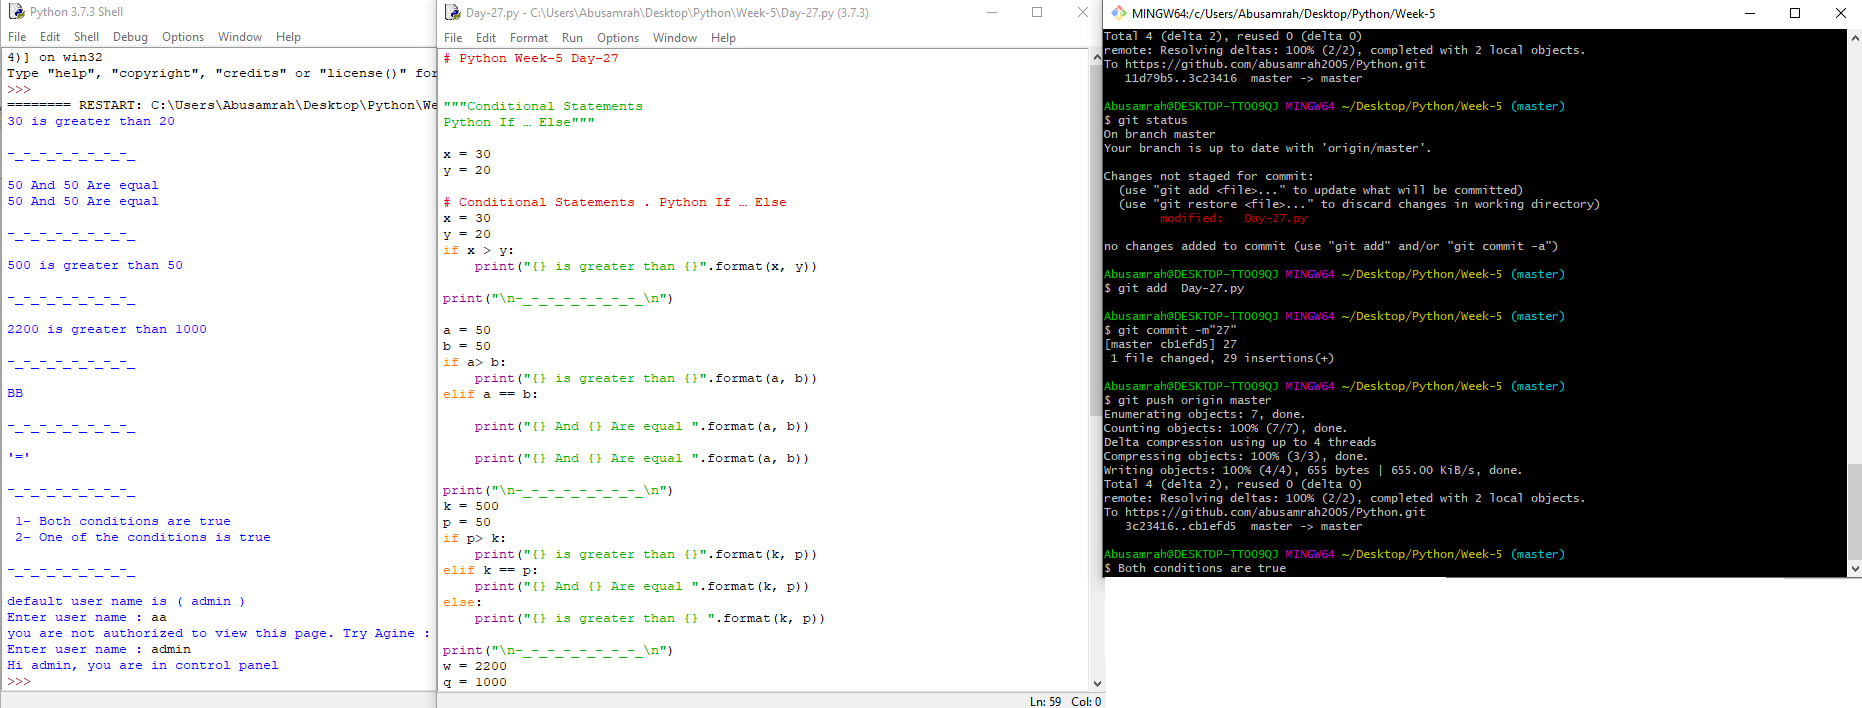 Python 3.7.3 Shell
File Edit Shell Debug Options Window Help
4)] on win32
Type "help", "copyright", "credits" or "license()" for
>>>
======== RESTART: C:\Users\Abusamrah\Desktop\Python\We
30 is greater than 20
-_-_-_-_-_-_-_-_
50 And 50 Are equal
50 And 50 Are equal
-_-_-_-_-_-_-_-_
500 is greater than 50
-_-_-_-_-_-_-_-_
2200 is greater than 1000
-_-_-_-_-_-_-_-_
BB
-_-_-_-_-_-_-_-_
'='
-_-_-_-_-_-_-_-_
1- Both conditions are true
2- One of the conditions is true
-_-_-_-_-_-_-_-_
default user name is ( admin )
Enter user name : aa
you are not authorized to view this page. Try Agine :
Enter user name : admin
Hi admin, you are in control panel
>>>
Day-27.py - C:\Users\Abusamrah\Desktop\Python\Week-5\Day-27.py (3.7.3)
File Edit Format Run Options Window Help
# Python Week-5 Day-27
"""Conditional Statements
Python If … Else"""
x = 30
y = 20
# Conditional Statements . Python If … Else
x = 30
y = 20
if x > y:
    print("{} is greater than {}".format(x, y))
print("\n-_-_-_-_-_-_-_-_\n")
a = 50
b = 50
if a> b:
    print("{} is greater than {}".format(a, b))
elif a == b:
    print("{} And {} Are equal ".format(a, b))
    print("{} And {} Are equal ".format(a, b))
print("\n-_-_-_-_-_-_-_-_\n")
k = 500
p = 50
if p> k:
    print("{} is greater than {}".format(k, p))
elif k == p:
    print("{} And {} Are equal ".format(k, p))
else:
    print("{} is greater than {} ".format(k, p))
print("\n-_-_-_-_-_-_-_-_\n")
w = 2200
q = 1000
Ln: 59 Col: 0
MINGW64:/c/Users/Abusamrah/Desktop/Python/Week-5
Total 4 (delta 2), reused 0 (delta 0)
remote: Resolving deltas: 100% (2/2), completed with 2 local objects.
To https://github.com/abusamrah2005/Python.git
   11d79b5..3c23416  master -> master
Abusamrah@DESKTOP-TTO09QJ MINGW64 ~/Desktop/Python/Week-5 (master)
$ git status
On branch master
Your branch is up to date with 'origin/master'.
Changes not staged for commit:
  (use "git add <file>..." to update what will be committed)
  (use "git restore <file>..." to discard changes in working directory)
        modified:   Day-27.py
no changes added to commit (use "git add" and/or "git commit -a")
Abusamrah@DESKTOP-TTO09QJ MINGW64 ~/Desktop/Python/Week-5 (master)
$ git add  Day-27.py
Abusamrah@DESKTOP-TTO09QJ MINGW64 ~/Desktop/Python/Week-5 (master)
$ git commit -m"27"
[master cb1efd5] 27
 1 file changed, 29 insertions(+)
Abusamrah@DESKTOP-TTO09QJ MINGW64 ~/Desktop/Python/Week-5 (master)
$ git push origin master
Enumerating objects: 7, done.
Counting objects: 100% (7/7), done.
Delta compression using up to 4 threads
Compressing objects: 100% (3/3), done.
Writing objects: 100% (4/4), 655 bytes | 655.00 KiB/s, done.
Total 4 (delta 2), reused 0 (delta 0)
remote: Resolving deltas: 100% (2/2), completed with 2 local objects.
To https://github.com/abusamrah2005/Python.git
   3c23416..cb1efd5  master -> master
Abusamrah@DESKTOP-TTO09QJ MINGW64 ~/Desktop/Python/Week-5 (master)
$ Both conditions are true